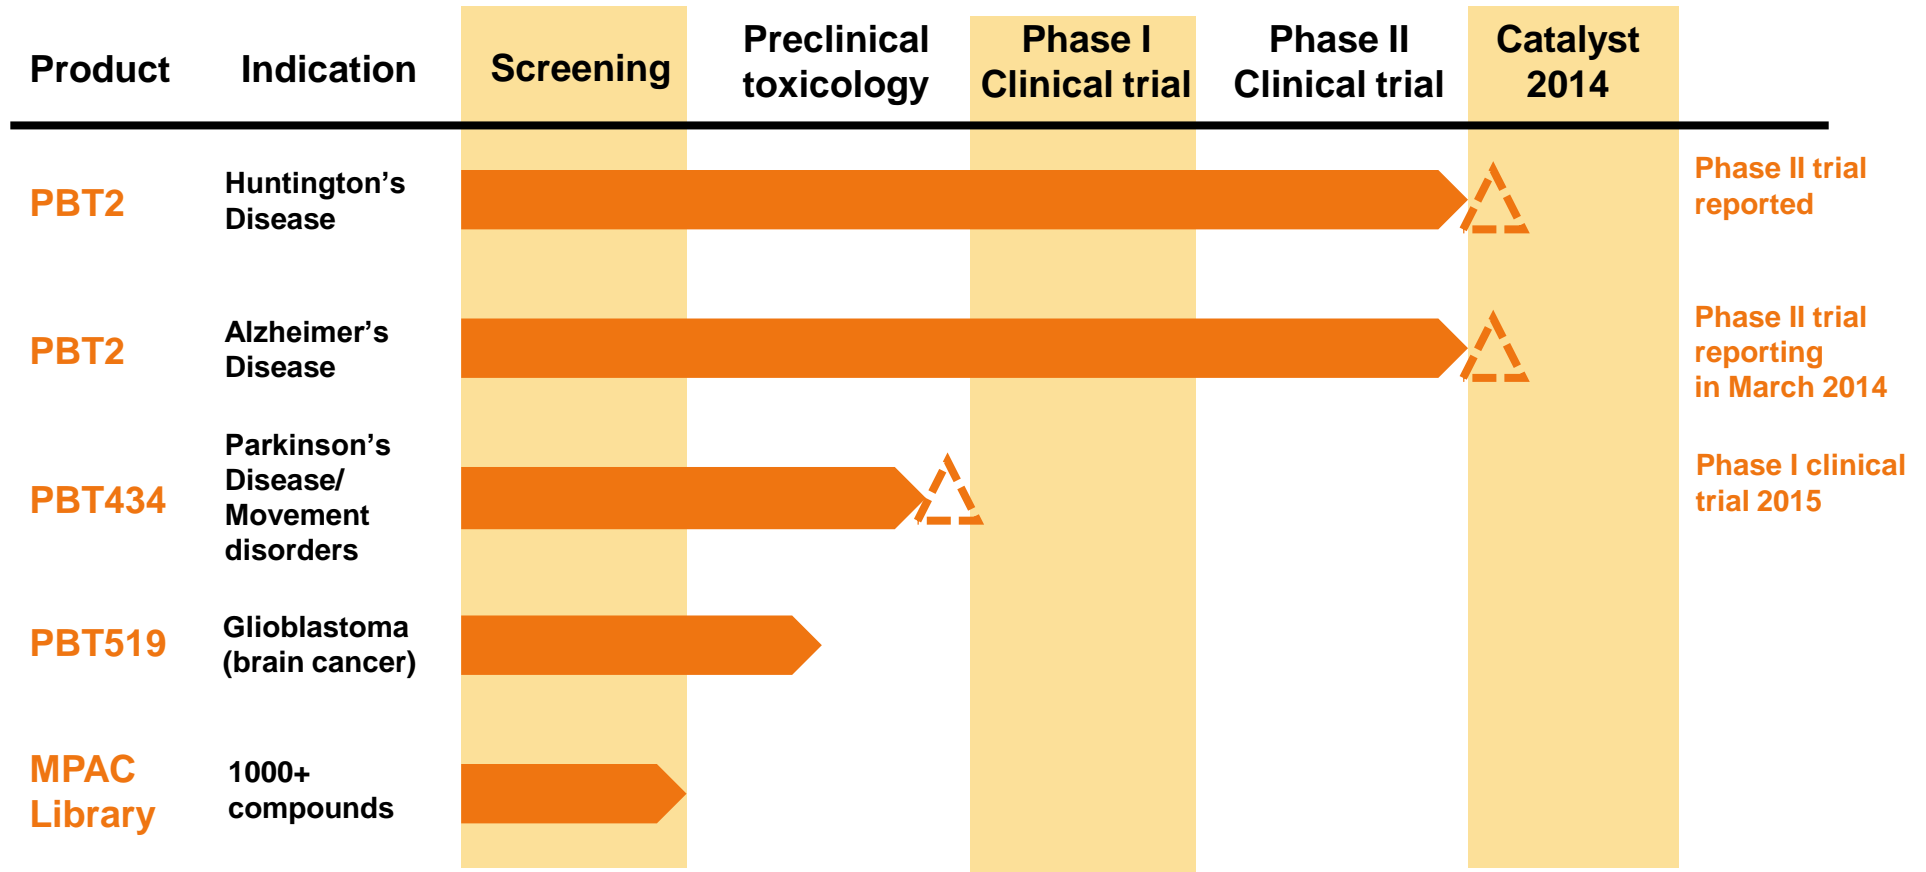 Product
Indication
Screening
Preclinical
toxicology
Phase I
Clinical trial
Phase II
Clinical trial
Catalyst
2014
PBT2
Huntington’s
Disease
Phase II trial
reported
PBT2
Alzheimer’s
Disease
Phase II trial
reporting
in March 2014
PBT434
Parkinson’s
Disease/
Movement
disorders
Phase I clinical
trial 2015
PBT519
Glioblastoma
(brain cancer)
MPAC
Library
1000+
compounds